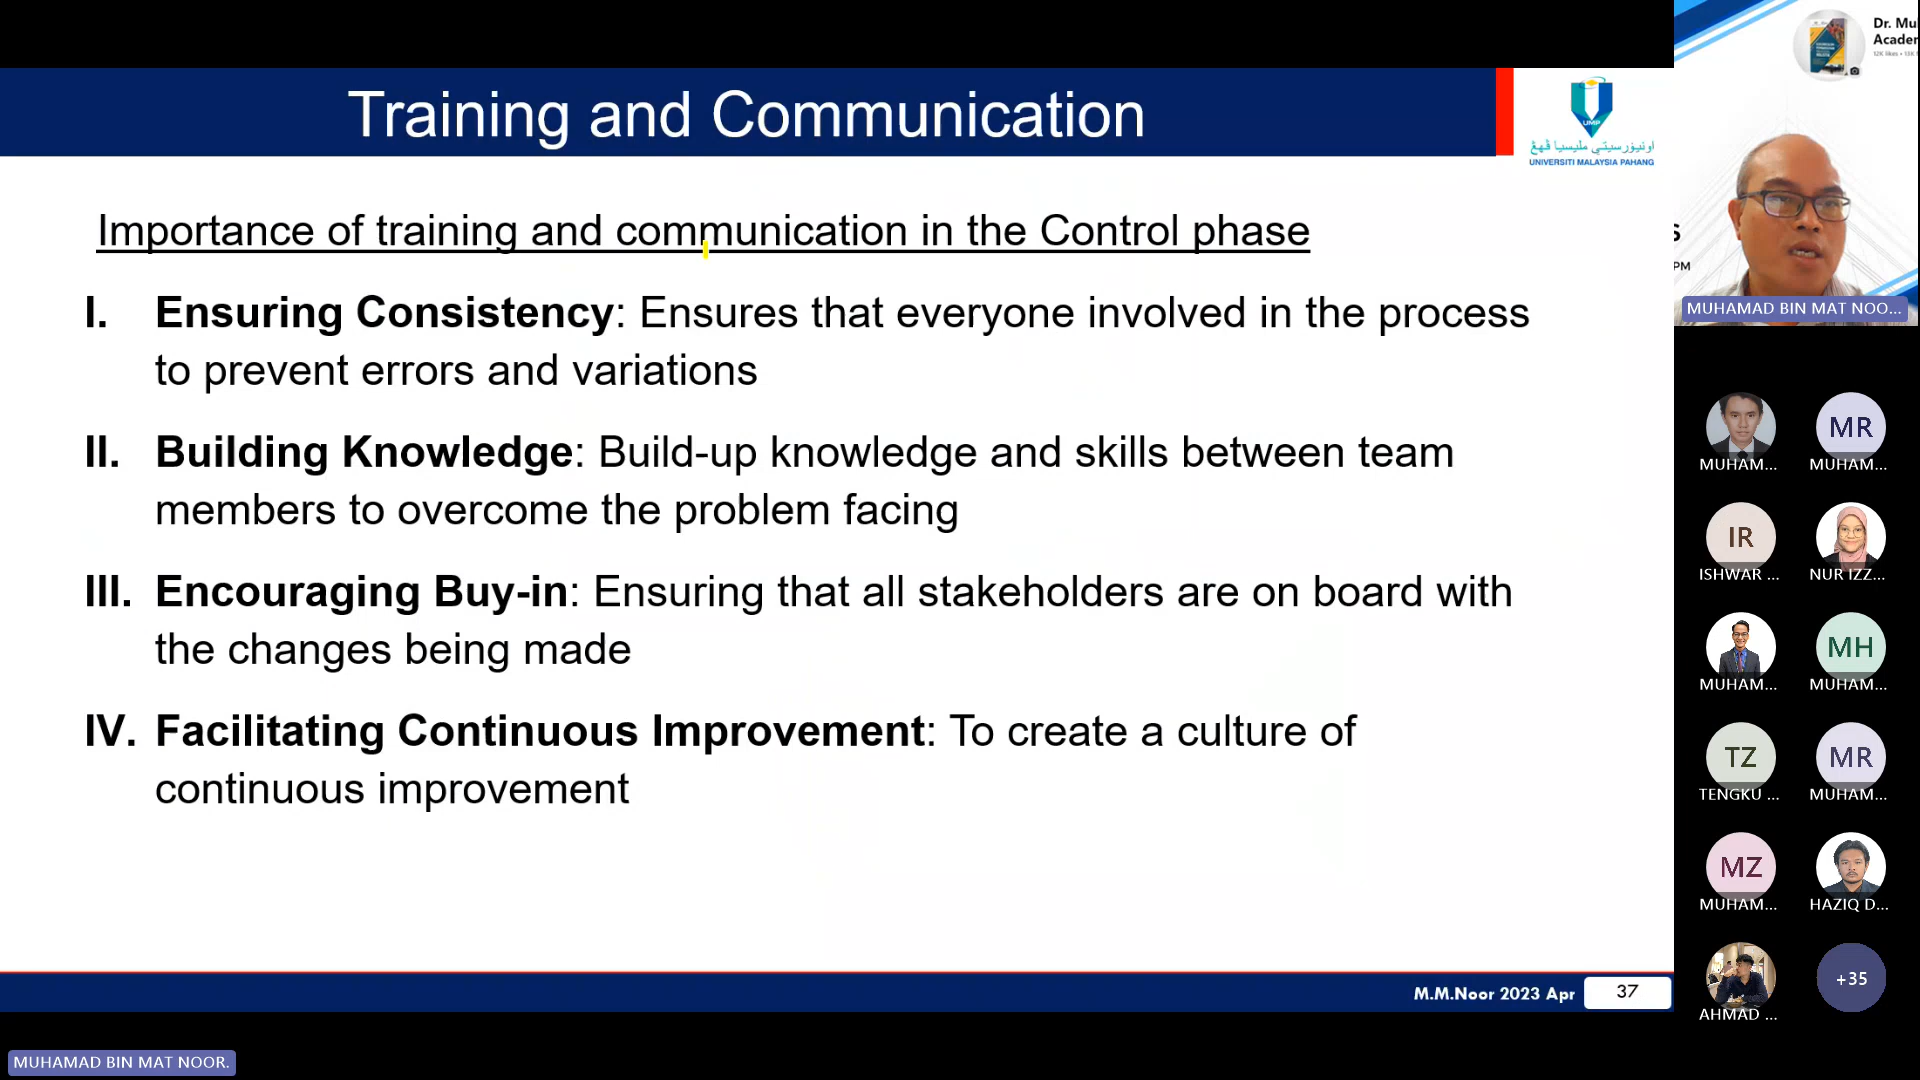 Training and Communication
UMP
اونيۏرسيتي مليسيا ڤهڠ
UNIVERSITI MALAYSIA PAHANG
Importance of training and communication in the Control phase
I. Ensuring Consistency: Ensures that everyone involved in the process
to prevent errors and variations
II. Building Knowledge: Build-up knowledge and skills between team
members to overcome the problem facing
III. Encouraging Buy-in: Ensuring that all stakeholders are on board with
the changes being made
IV. Facilitating Continuous Improvement: To create a culture of
continuous improvement
M.M.Noor 2023 Apr
37
MUHAMAD BIN MAT NOOR.
Dr. Mu
Acader
S
PM
MUHAMAD BIN MAT NOO...
MUHAM...
MR
MUHAM...
IR
ISHWAR ...
NUR IZZ...
MUHAM...
MH
MUHAM...
TZ
TENGKU ...
MR
MUHAM...
MZ
MUHAM...
HAZIQ D...
AHMAD ...
+35